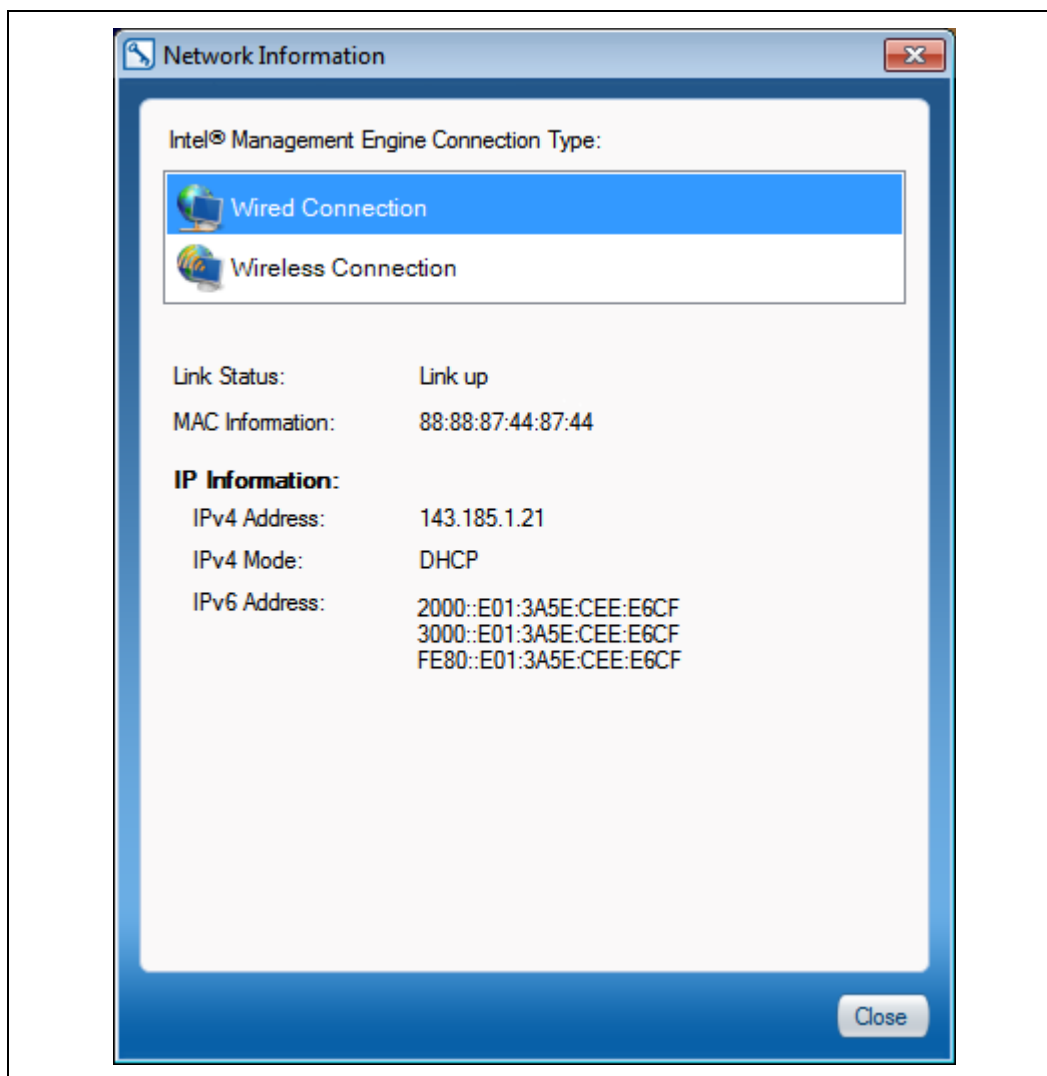 Network Information
Intel® Management Engine Connection Type:
Wired Connection
Wireless Connection
Link Status: Link up
MAC Information: 88:88:87:44:87:44
IP Information:
IPv4 Address: 143.185.1.21
IPv4 Mode: DHCP
IPv6 Address: 2000::E01:3A5E:CEE:E6CF
3000::E01:3A5E:CEE:E6CF
FE80::E01:3A5E:CEE:E6CF
Close